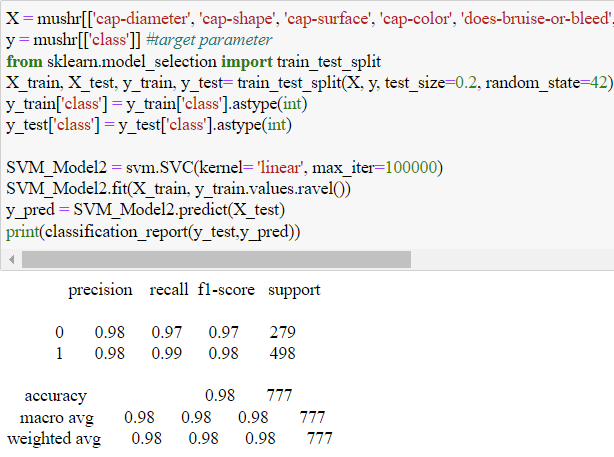 X = mushr[['cap-diameter', 'cap-shape', 'cap-surface', 'cap-color', 'does-bruise-or-bleed',
y = mushr[['class']] #target parameter
from sklearn.model_selection import train_test_split
X_train, X_test, y_train, y_test= train_test_split(X, y, test_size=0.2, random_state=42)
y_train['class'] = y_train['class'].astype(int)
y_test['class'] = y_test['class'].astype(int)
SVM_Model2 = svm.SVC(kernel= 'linear', max_iter=100000)
SVM_Model2.fit(X_train, y_train.values.ravel())
y_pred = SVM_Model2.predict(X_test)
print(classification_report(y_test,y_pred))
precision recall f1-score support
0 0.98 0.97 0.97 279
1 0.98 0.99 0.98 498
accuracy 0.98 777
macro avg 0.98 0.98 0.98 777
weighted avg 0.98 0.98 0.98 777